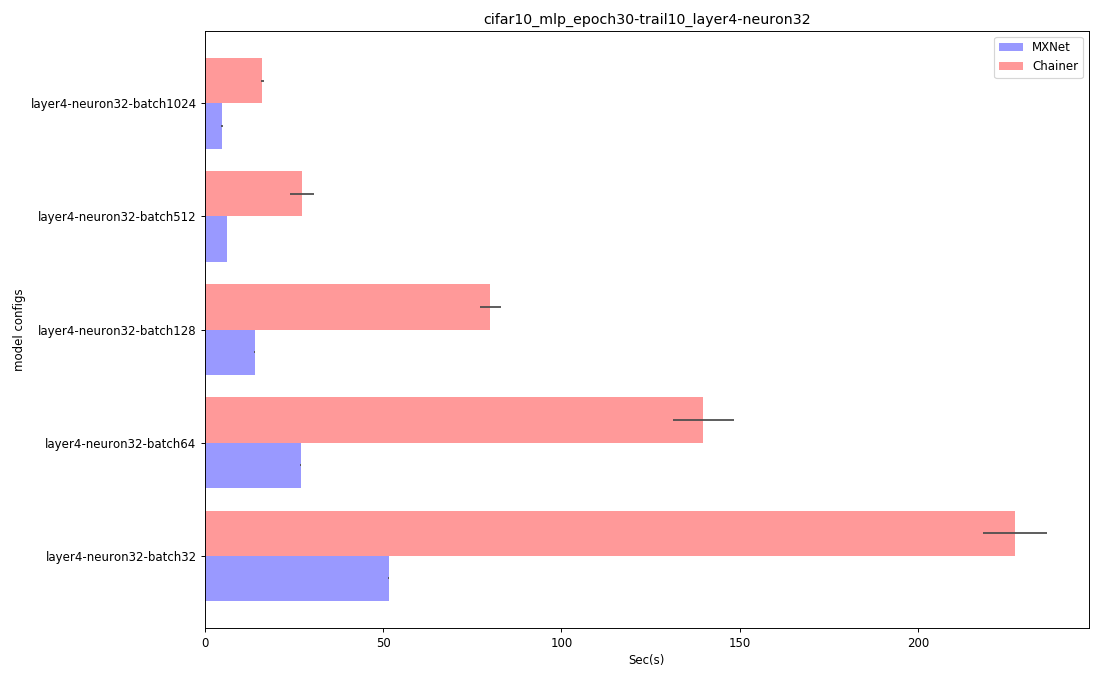 cifar10_mlp_epoch30-trail10_layer4-neuron32
MXNet
Chainer
layer4-neuron32-batch1024
layer4-neuron32-batch512
layer4-neuron32-batch128
layer4-neuron32-batch64
layer4-neuron32-batch32
model configs
0 50 100 150 200
Sec(s)